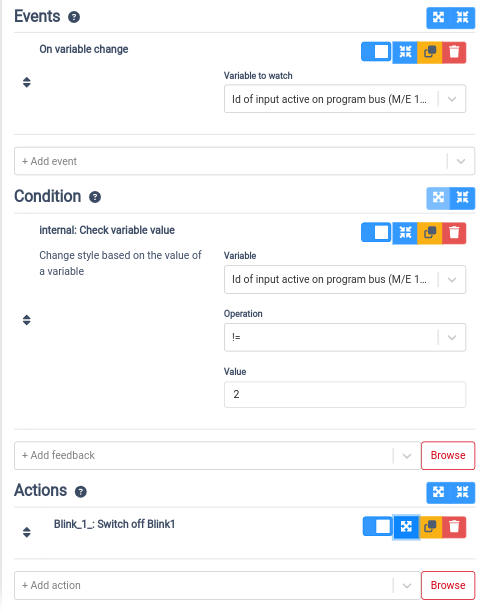 Events ?
On variable change
Variable to watch
Id of input active on program bus (M/E 1...
+ Add event
Condition ?
internal: Check variable value
Change style based on the value of
a variable
Variable
Id of input active on program bus (M/E 1...
Operation
!=
Value
2
+ Add feedback
Browse
Actions ?
Blink_1_: Switch off Blink1
+ Add action
Browse